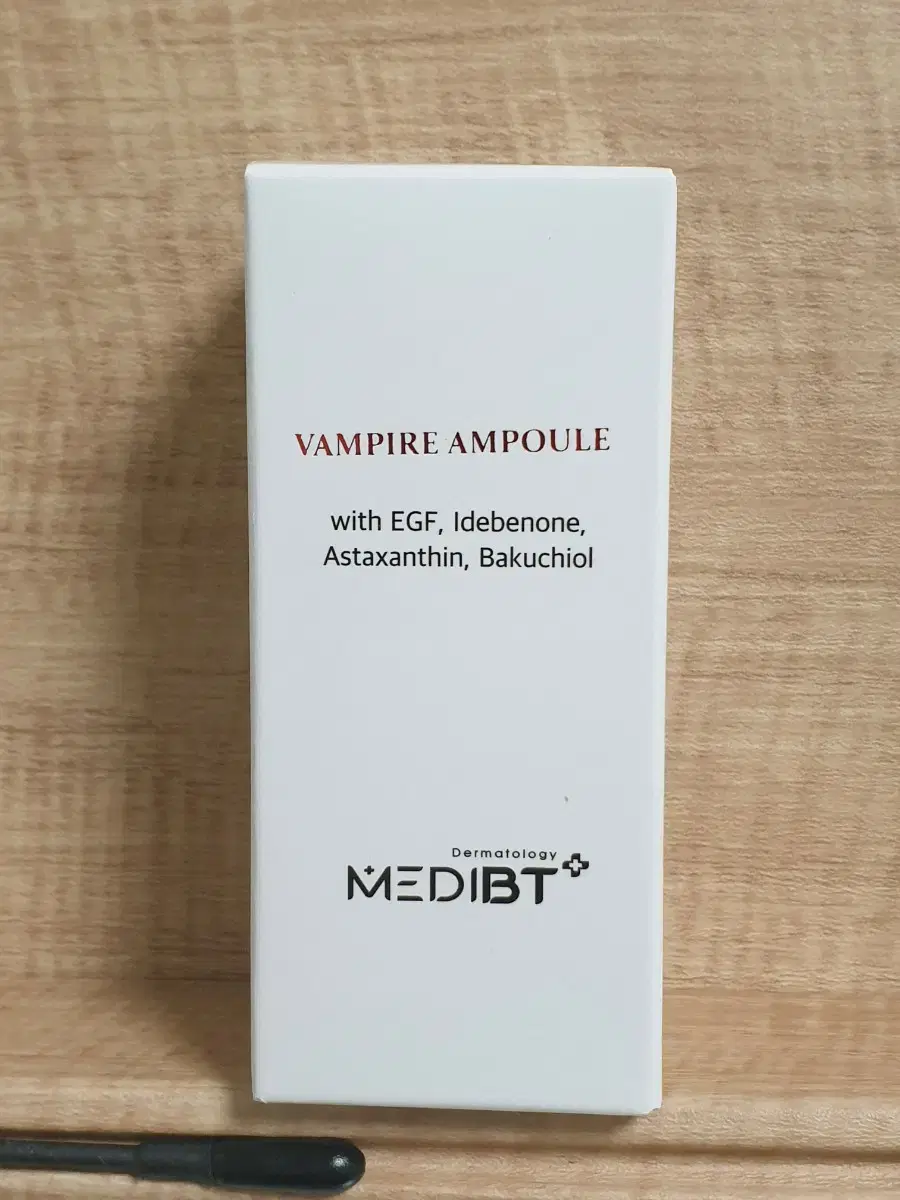 VAMPIRE AMPOULE
with EGF, Idebenone,
Astaxanthin, Bakuchiol
Dermatology
MEDIBT